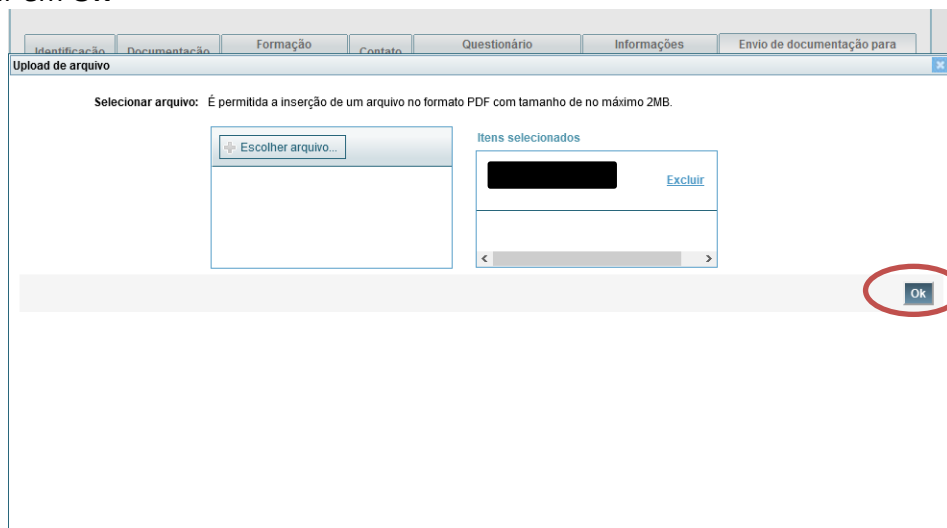 Formação Questionário Informações Envio de documentação para
Identificação Documentação Contato
Upload de arquivo
Selecionar arquivo: É permitida a inserção de um arquivo no formato PDF com tamanho de no máximo 2MB.
Escolher arquivo...
Itens selecionados
Excluir
Ok